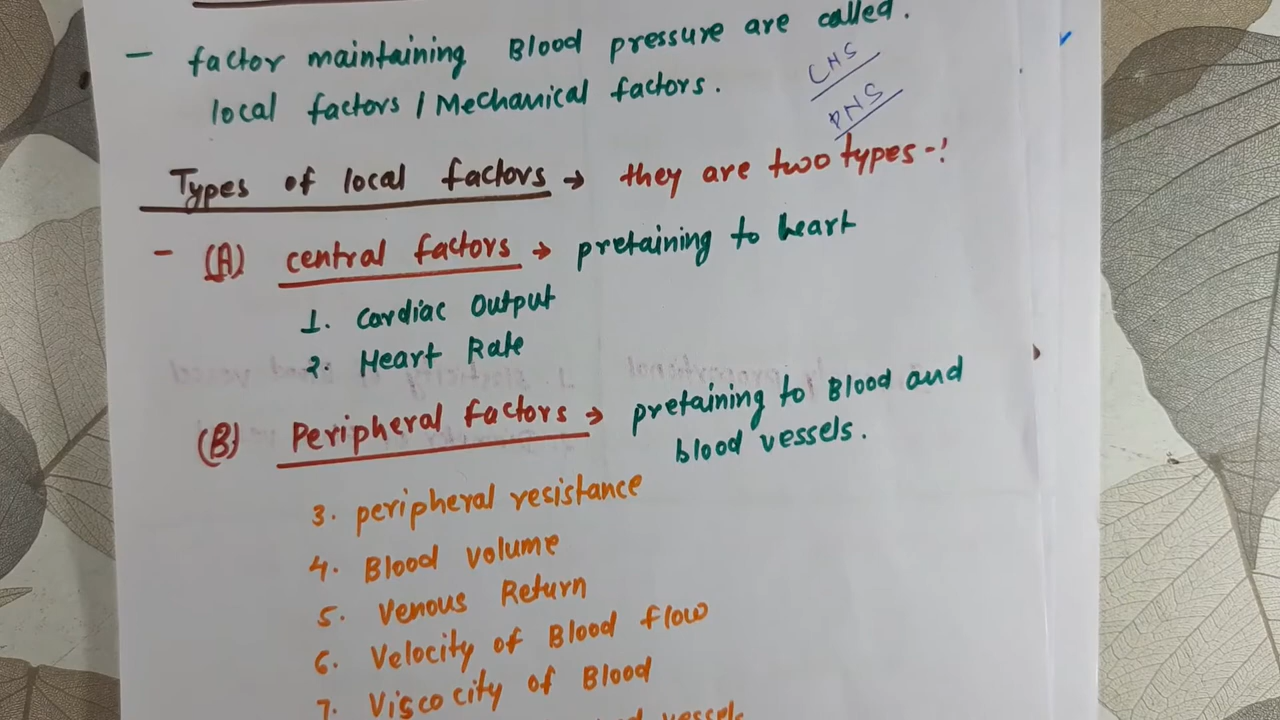 - factor maintaining Blood pressure are called.
local factors / Mechanical factors.
CNS
PNS
Types of local factors → they are two types -:
- (A) central factors → pretaining to heart
1. Cardiac Output
2. Heart Rate
(B) Peripheral factors → pretaining to Blood and
blood vessels.
3. peripheral resistance
4. Blood volume
5. Venous Return
6. Velocity of Blood flow
7. Viscocity of Blood
vessels